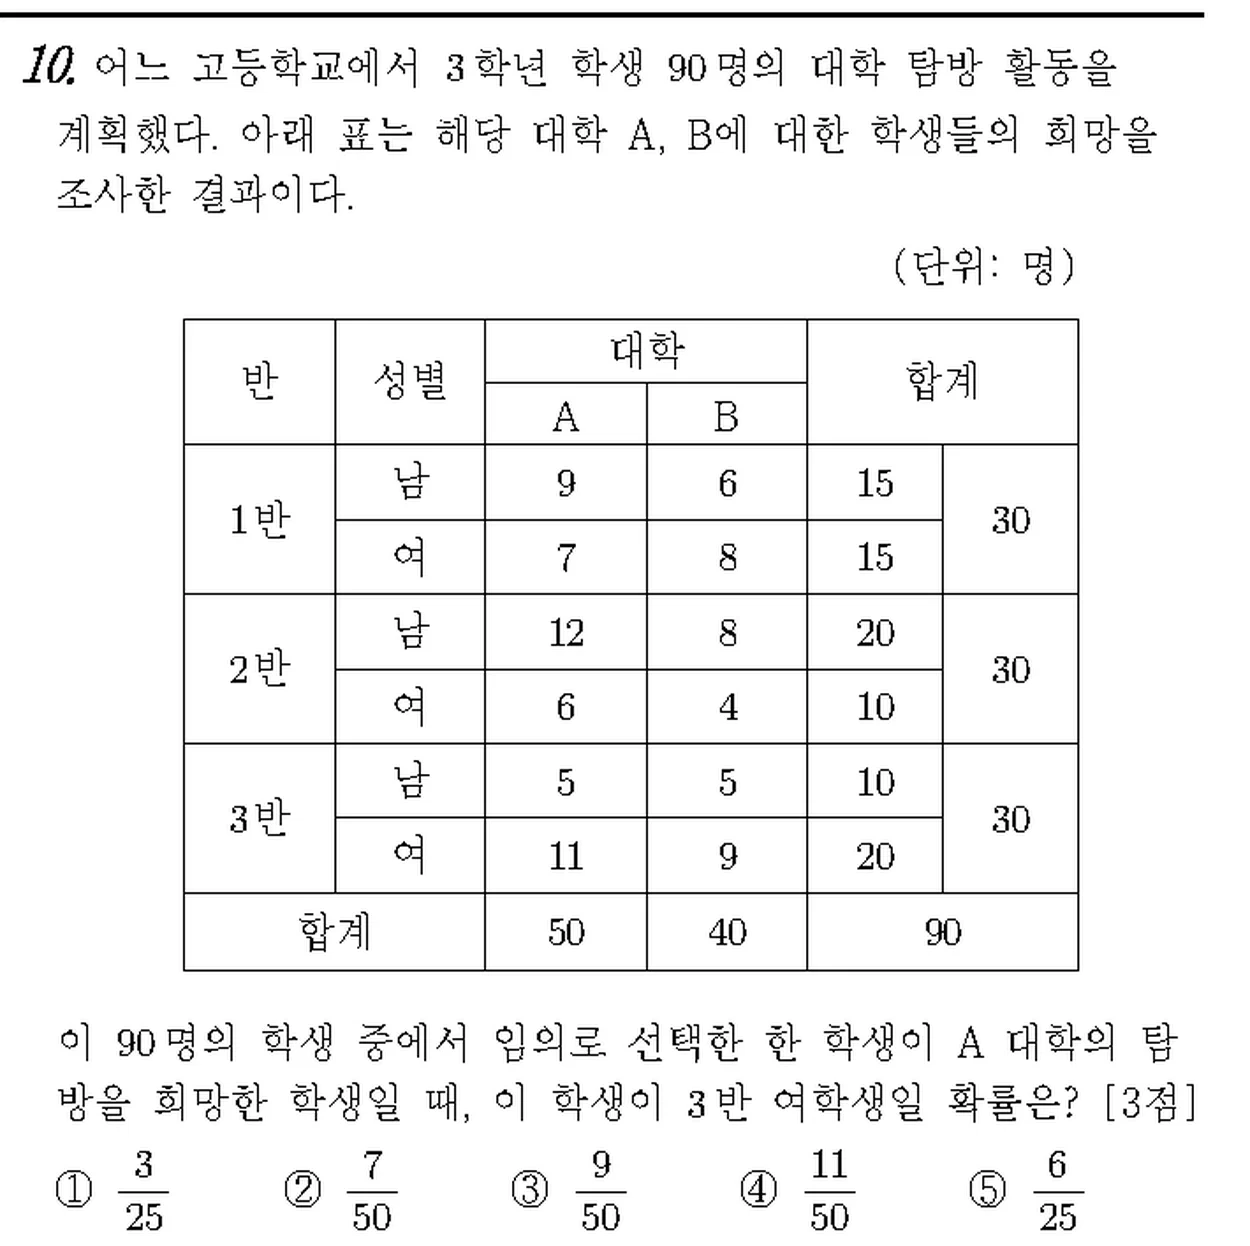 10. 어느 고등학교에서 3학년 학생 90명의 대학 탐방 활동을
계획했다. 아래 표는 해당 대학 A, B에 대한 학생들의 희망을
조사한 결과이다.
(단위: 명)
반 성별 대학 합계
A B
1반 남 9 6 15 30
여 7 8 15
2반 남 12 8 20 30
여 6 4 10
3반 남 5 5 10 30
여 11 9 20
합계 50 40 90
이 90명의 학생 중에서 임의로 선택한 한 학생이 A 대학의 탐
방을 희망한 학생일 때, 이 학생이 3반 여학생일 확률은? [3점]
① 3/25 ② 7/50 ③ 9/50 ④ 11/50 ⑤ 6/25